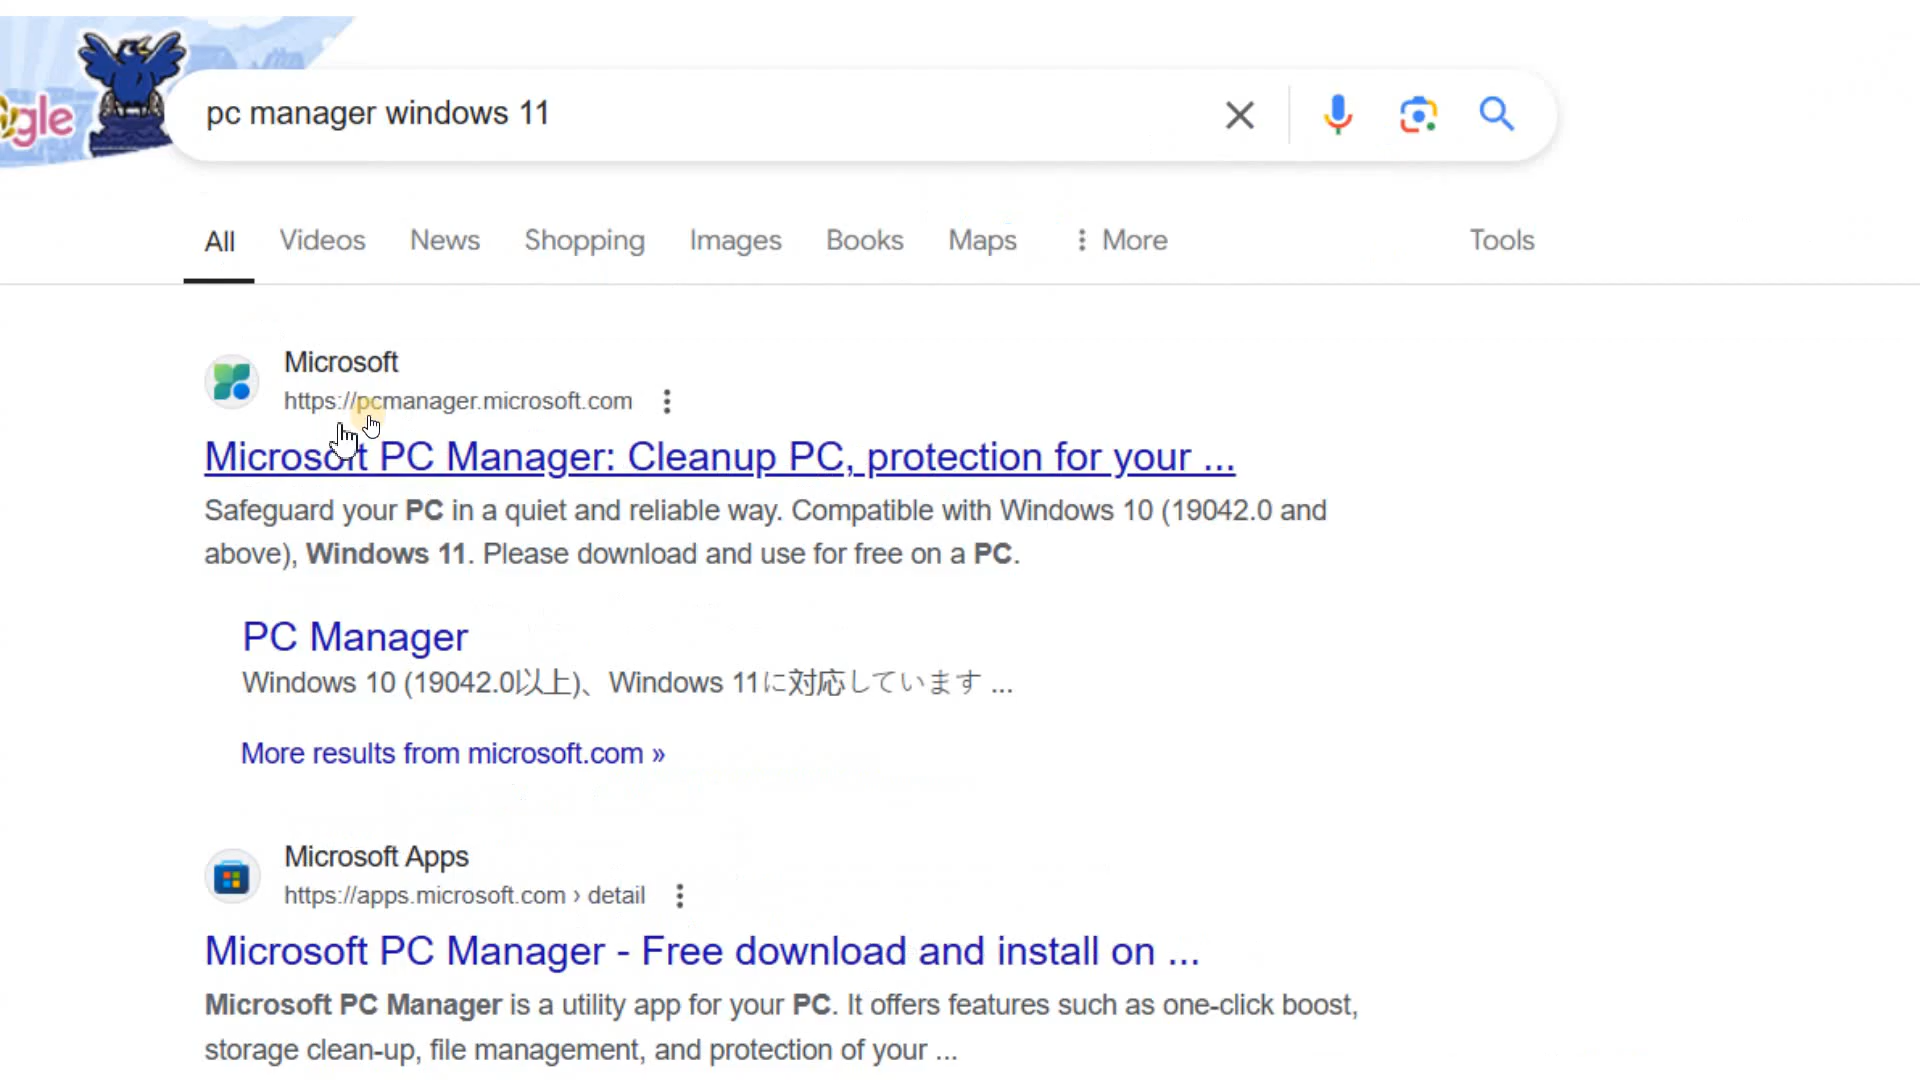 gle
pc manager windows 11
All Videos News Shopping Images Books Maps More Tools
Microsoft
https://pcmanager.microsoft.com
Microsoft PC Manager: Cleanup PC, protection for your ...
Safeguard your PC in a quiet and reliable way. Compatible with Windows 10 (19042.0 and
above), Windows 11. Please download and use for free on a PC.
PC Manager
Windows 10 (19042.0以上)、Windows 11に対応しています ...
More results from microsoft.com »
Microsoft Apps
https://apps.microsoft.com › detail
Microsoft PC Manager - Free download and install on ...
Microsoft PC Manager is a utility app for your PC. It offers features such as one-click boost,
storage clean-up, file management, and protection of your ...